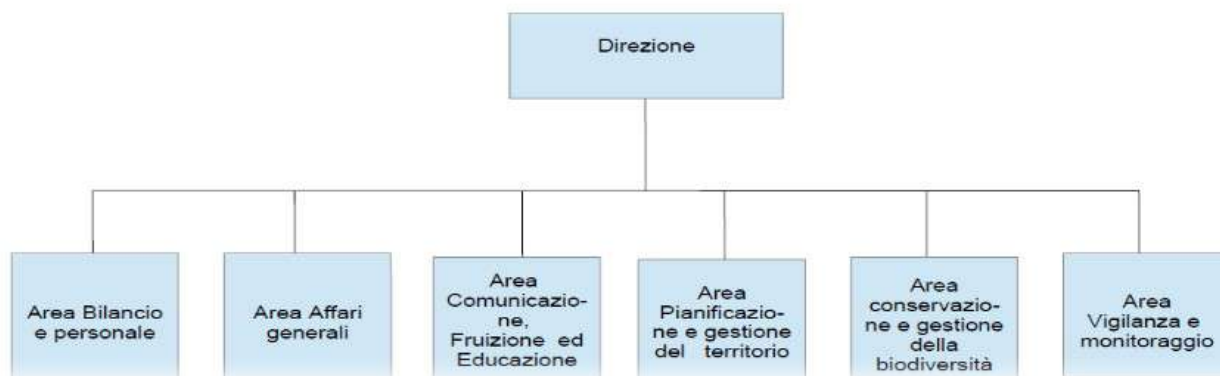 Direzione
Area Bilancio
e personale
Area Affari
generali
Area
Comunicazio-
ne,
Fruizione ed
Educazione
Area
Pianificazio-
ne e gestione
del territorio
Area
conservazio-
ne e gestione
della
biodiversità
Area
Vigilanza e
monitoraggio